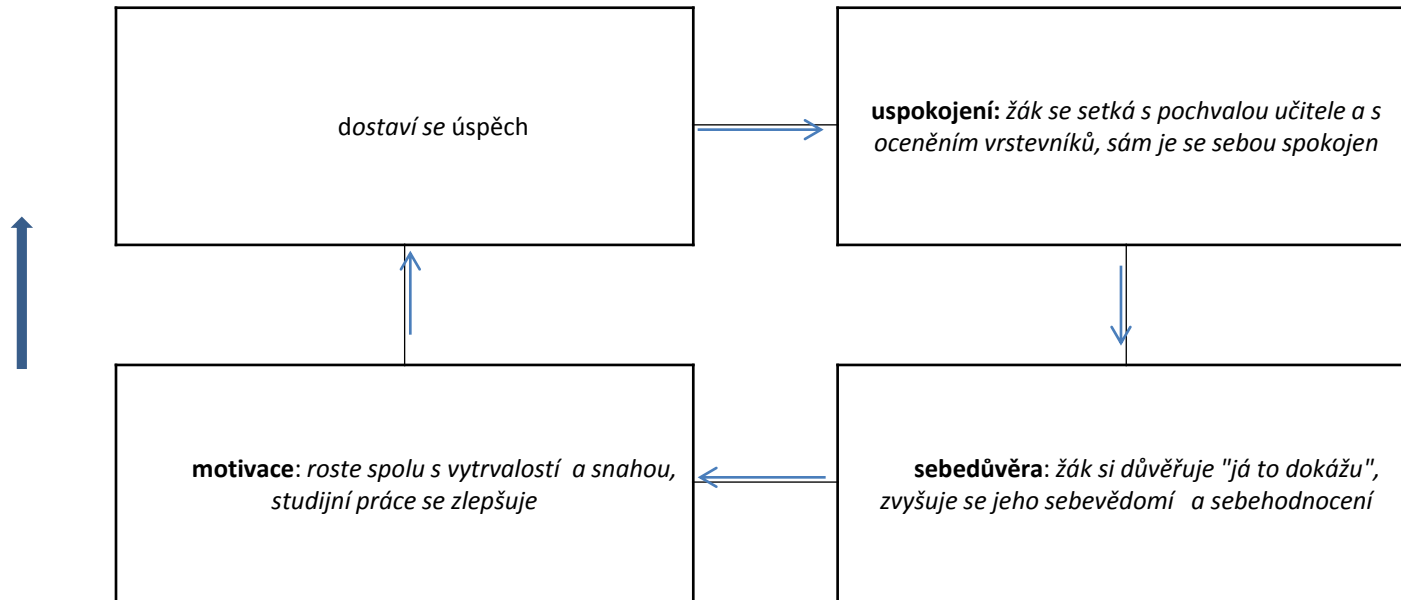 dostaví se úspěch
uspokojení: žák se setká s pochvalou učitele a s
oceněním vrstevníků, sám je se sebou spokojen
motivace: roste spolu s vytrvalostí a snahou,
studijní práce se zlepšuje
sebedůvěra: žák si důvěřuje "já to dokážu",
zvyšuje se jeho sebevědomí a sebehodnocení